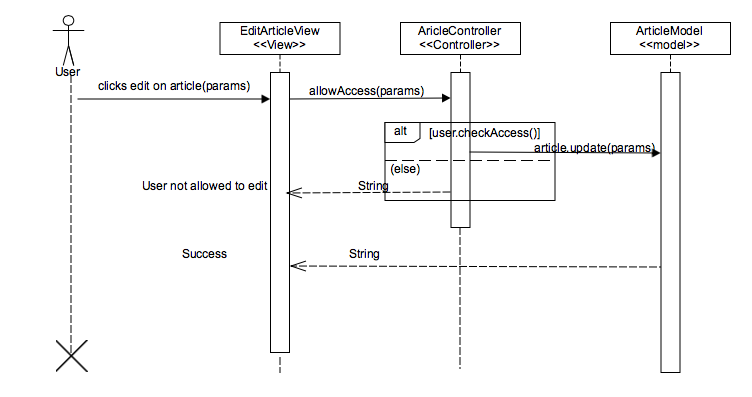 EditArticleView
<<View>>
AricleController
<<Controller>>
ArticleModel
<<model>>
User
clicks edit on article(params)
allowAccess(params)
alt
[user.checkAccess()]
article.update(params)
(else)
User not allowed to edit
String
Success
String